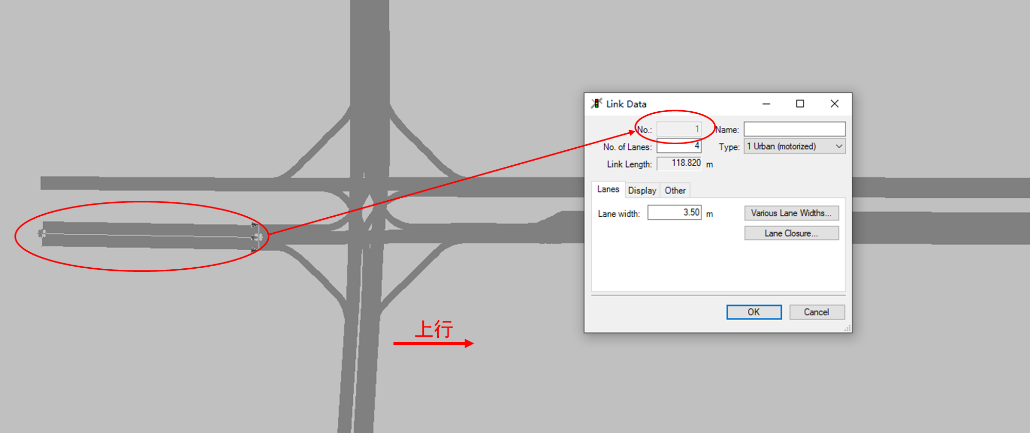 Link Data
No.: 1 Name:
No. of Lanes: 4 Type: 1 Urban (motorized)
Link Length: 118.820 m
Lanes Display Other
Lane width: 3.50 m Various Lane Widths...
Lane Closure...
OK Cancel
上行